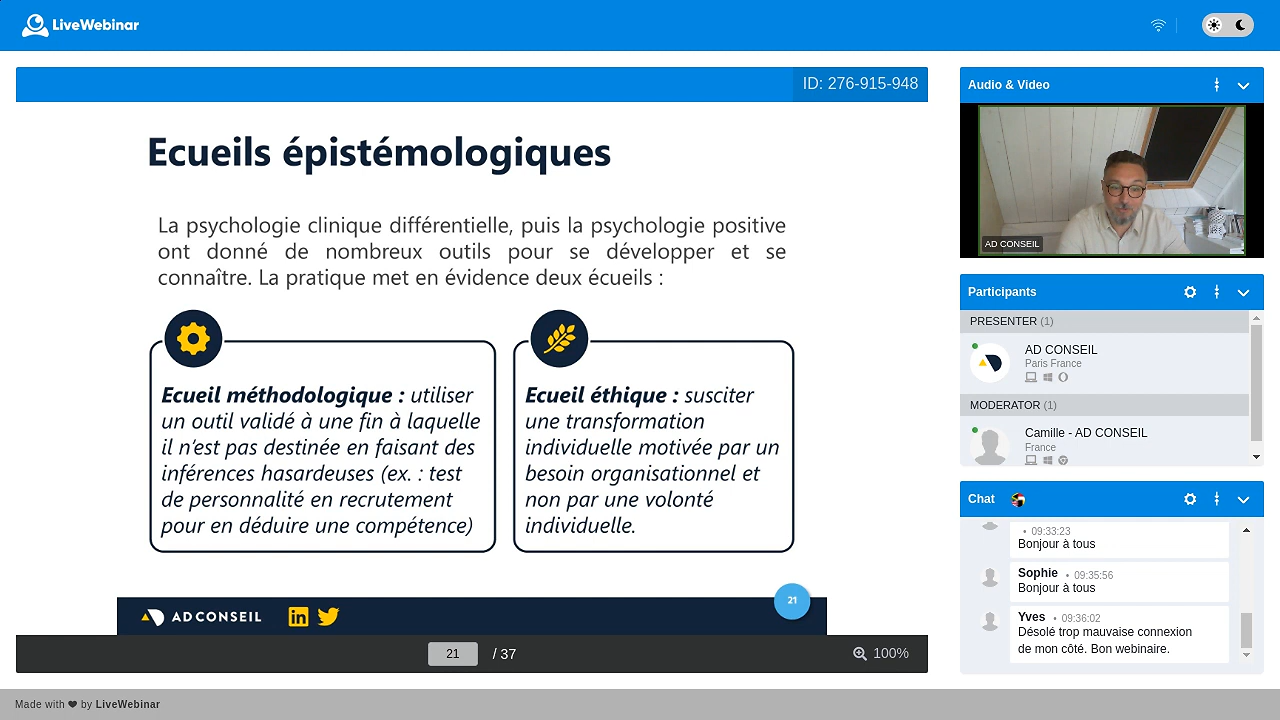 LiveWebinar
ID: 276-915-948
Ecueils épistémologiques
La psychologie clinique différentielle, puis la psychologie positive
ont donné de nombreux outils pour se développer et se
connaître. La pratique met en évidence deux écueils :
Ecueil méthodologique : utiliser
un outil validé à une fin à laquelle
il n'est pas destinée en faisant des
inférences hasardeuses (ex. : test
de personnalité en recrutement
pour en déduire une compétence)
Ecueil éthique : susciter
une transformation
individuelle motivée par un
besoin organisationnel et
non par une volonté
individuelle.
AD CONSEIL
21
21 / 37
100%
Audio & Video
AD CONSEIL
Participants
PRESENTER (1)
AD CONSEIL
Paris France
MODERATOR (1)
Camille - AD CONSEIL
France
Chat
• 09:33:23
Bonjour à tous
Sophie • 09:35:56
Bonjour à tous
Yves • 09:36:02
Désolé trop mauvaise connexion
de mon côté. Bon webinaire.
Made with ❤ by LiveWebinar